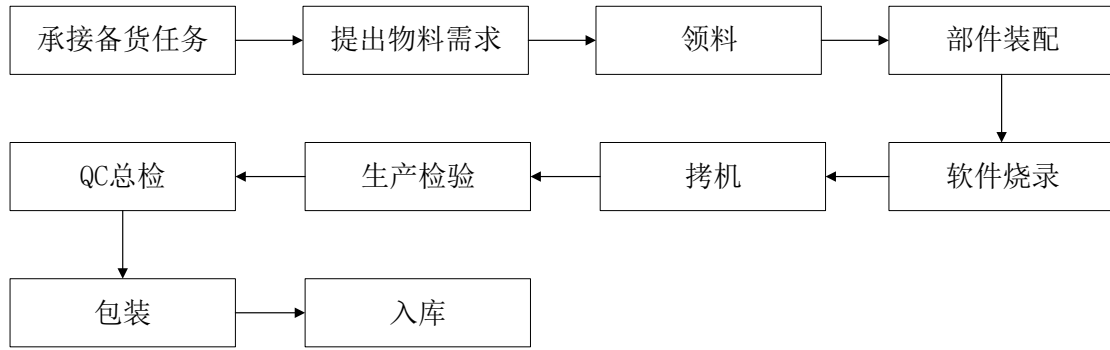 承接备货任务
提出物料需求
领料
部件装配
软件烧录
拷机
生产检验
QC总检
包装
入库